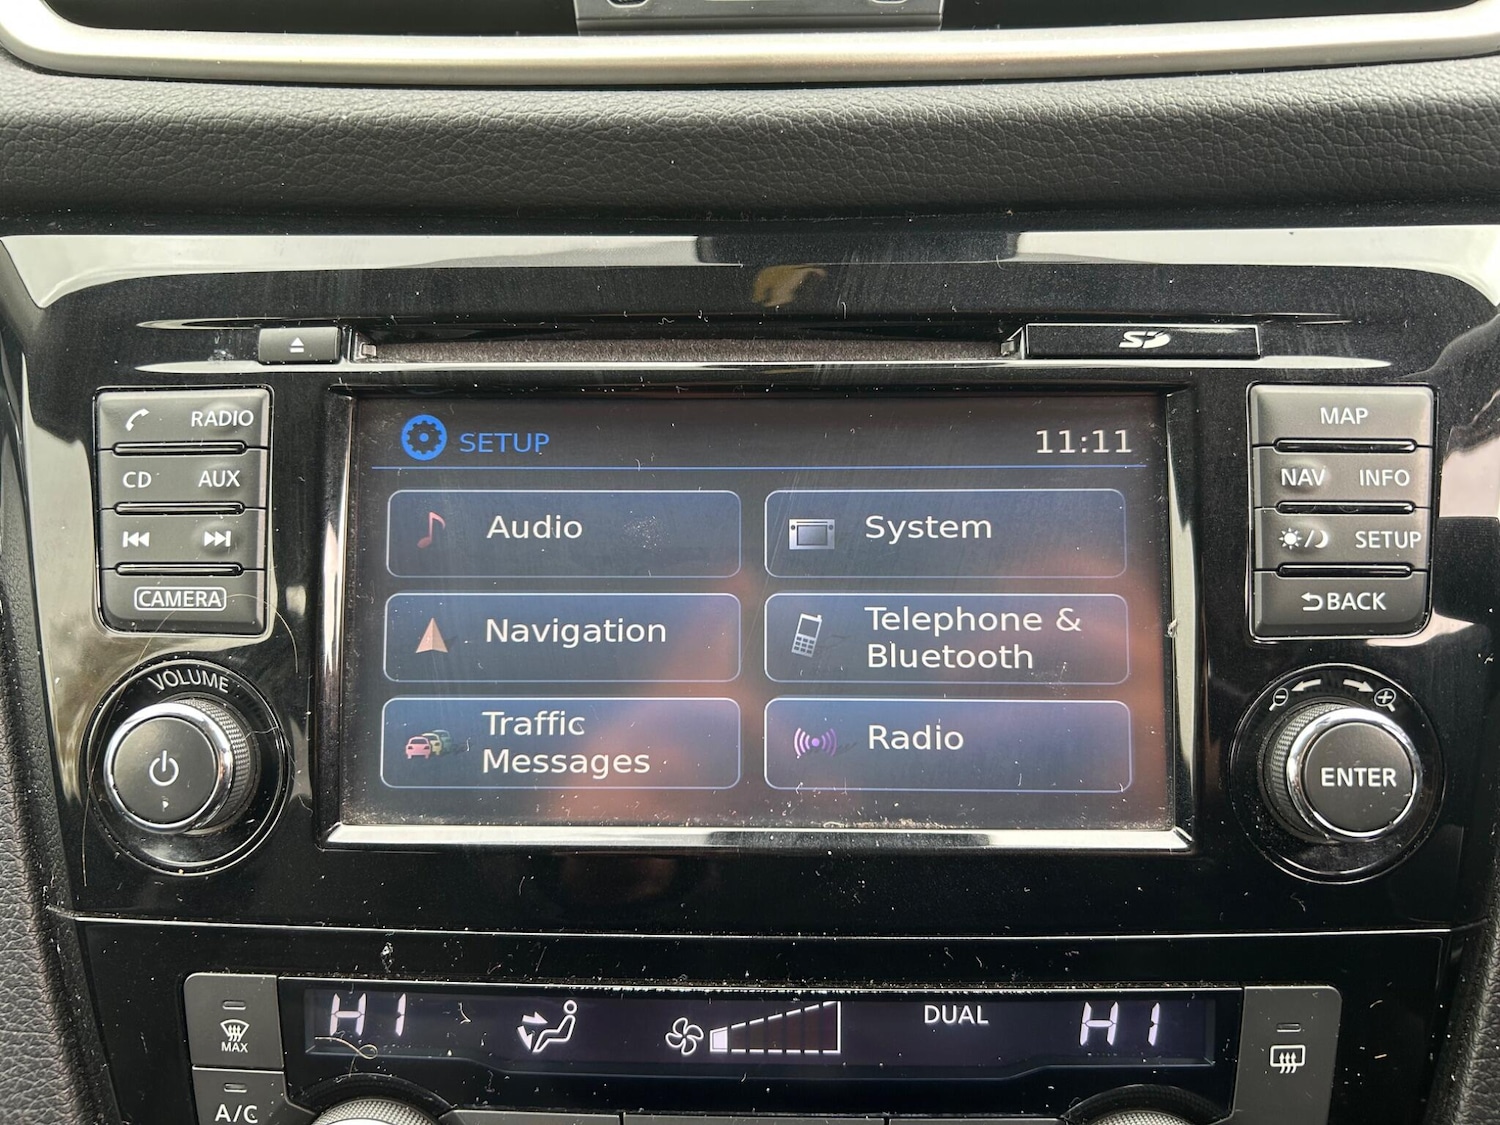 SD
RADIO
CD AUX
CAMERA
VOLUME
SETUP
11:11
Audio
System
Navigation
Telephone &
Bluetooth
Traffic
Messages
Radio
MAP
NAV INFO
SETUP
BACK
ENTER
MAX
A/C
HI
DUAL
HI